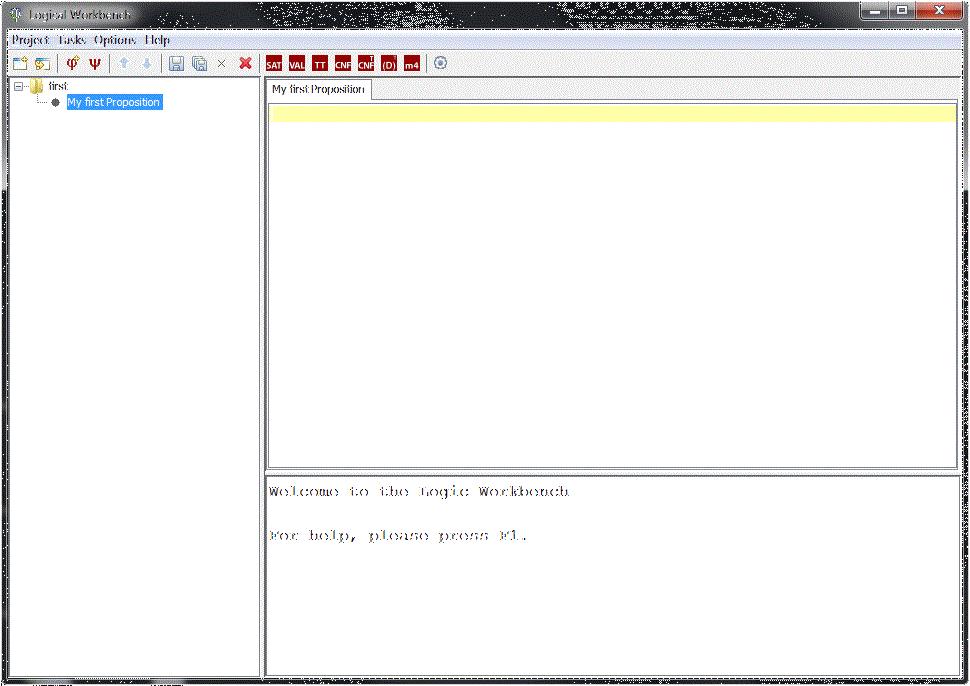 Logical Workbench
Project Tasks Options Help
φ ψ SAT VAL TT CNF CNF (D) m4
first
My first Proposition
My first Proposition
Welcome to the Logic Workbench
For help, please press F1.